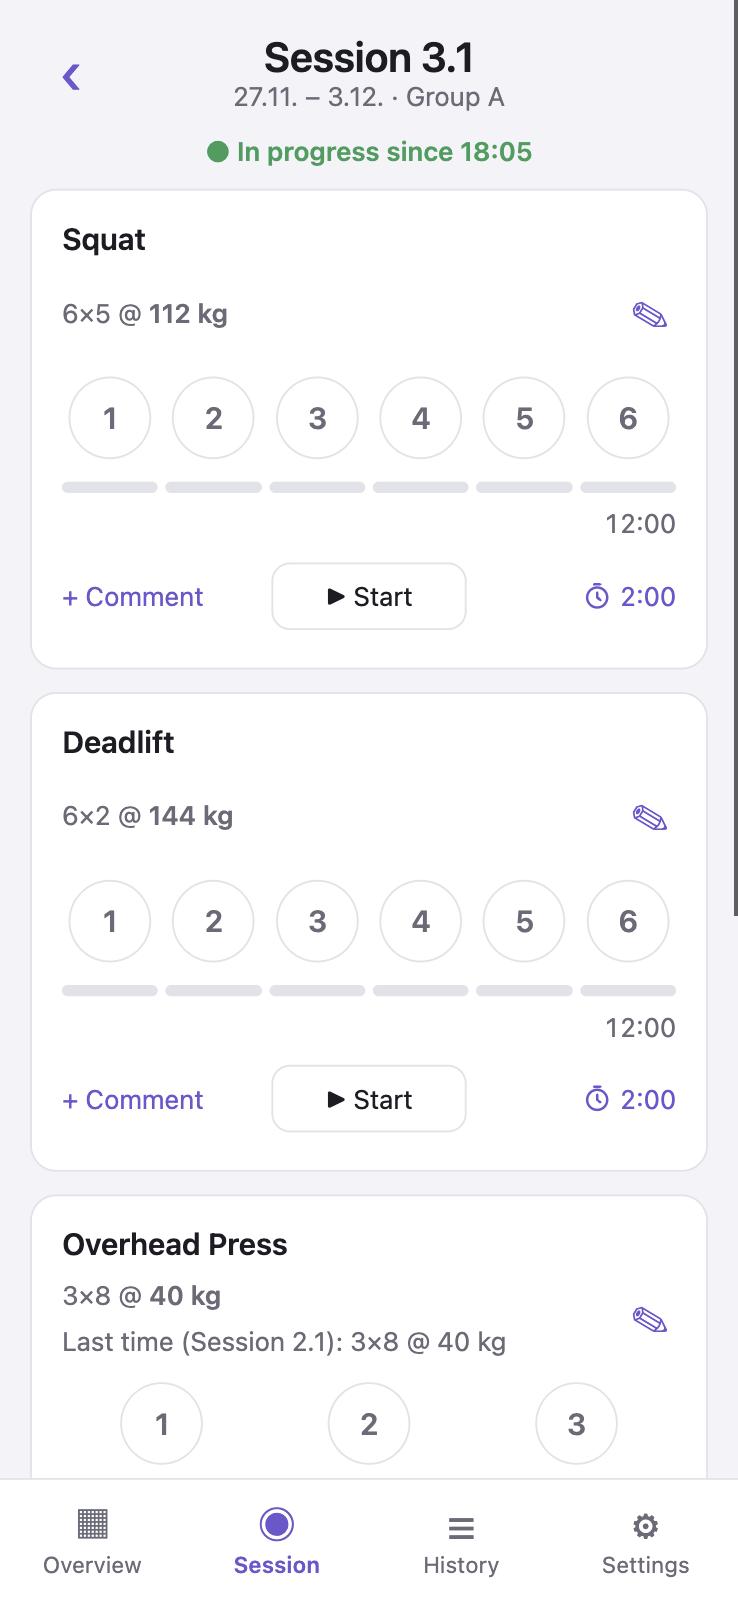 Session 3.1
27.11. – 3.12. · Group A
In progress since 18:05
Squat
6×5 @ 112 kg
1 2 3 4 5 6
12:00
+ Comment
Start
2:00
Deadlift
6×2 @ 144 kg
1 2 3 4 5 6
12:00
+ Comment
Start
2:00
Overhead Press
3×8 @ 40 kg
Last time (Session 2.1): 3×8 @ 40 kg
1 2 3
Overview
Session
History
Settings